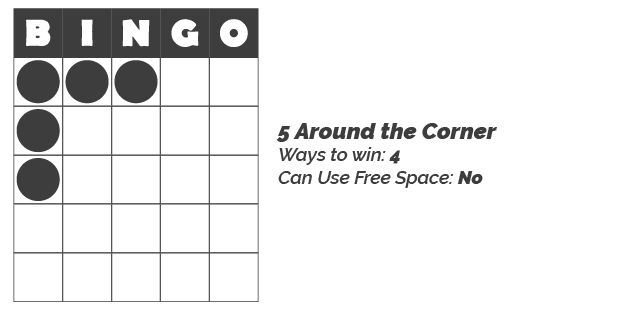 B I N G O
5 Around the Corner
Ways to win: 4
Can Use Free Space: No